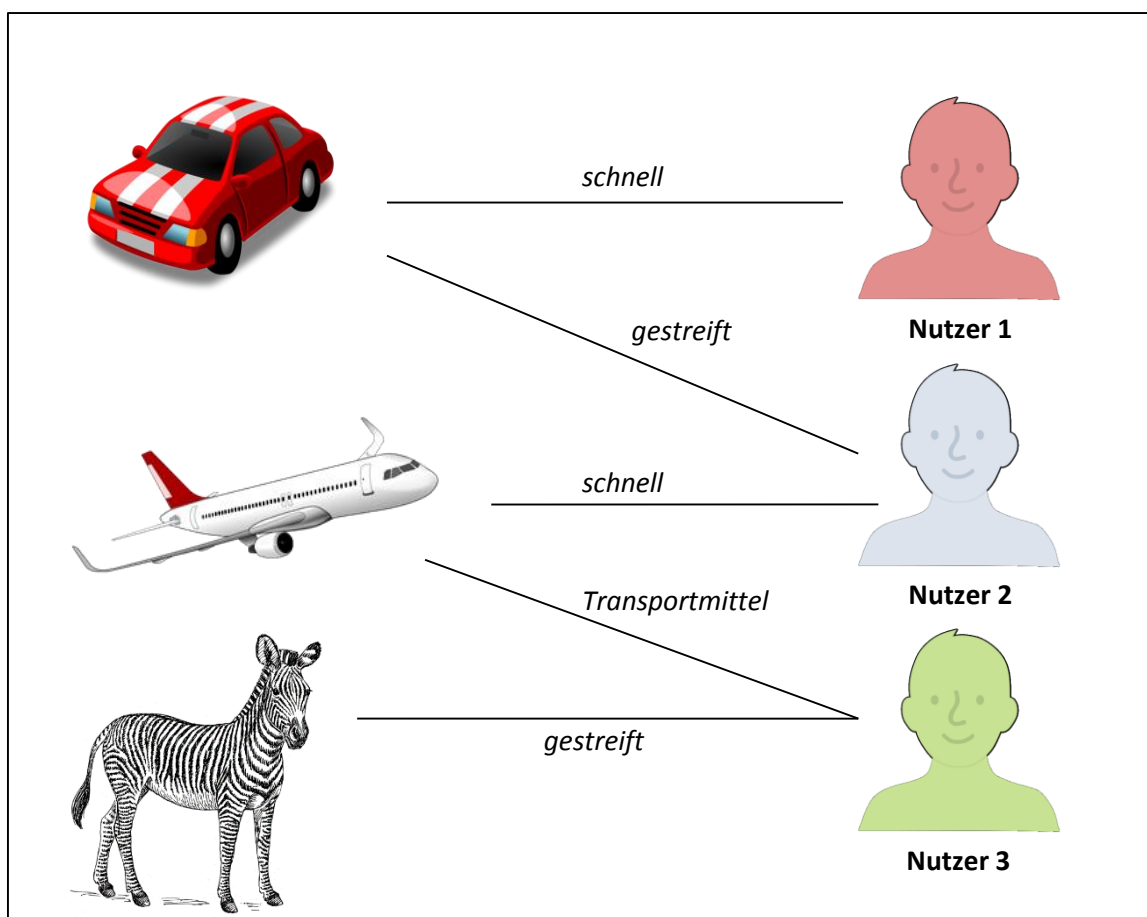 schnell
Nutzer 1
gestreift
schnell
Nutzer 2
Transportmittel
gestreift
Nutzer 3